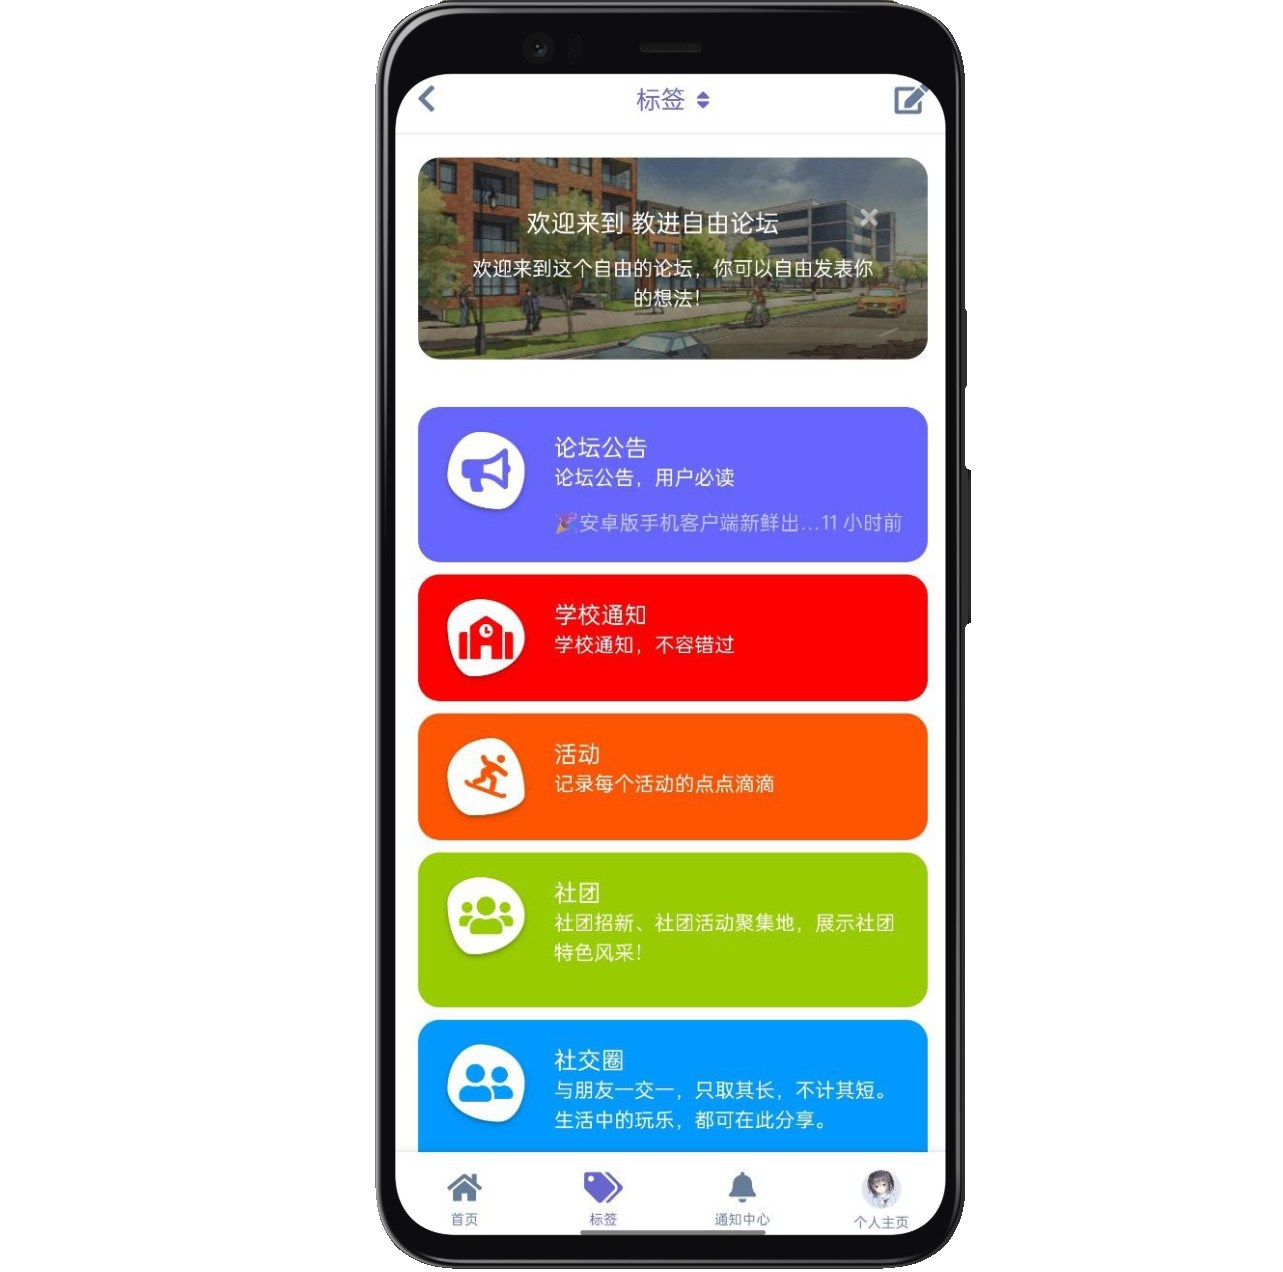 标签
欢迎来到 教进自由论坛
欢迎来到这个自由的论坛，你可以自由发表你
的想法！
论坛公告
论坛公告，用户必读
🎉安卓版手机客户端新鲜出...11 小时前
学校通知
学校通知，不容错过
活动
记录每个活动的点点滴滴
社团
社团招新、社团活动聚集地，展示社团
特色风采！
社交圈
与朋友一交一，只取其长，不计其短。
生活中的玩乐，都可在此分享。
首页
标签
通知中心
个人主页